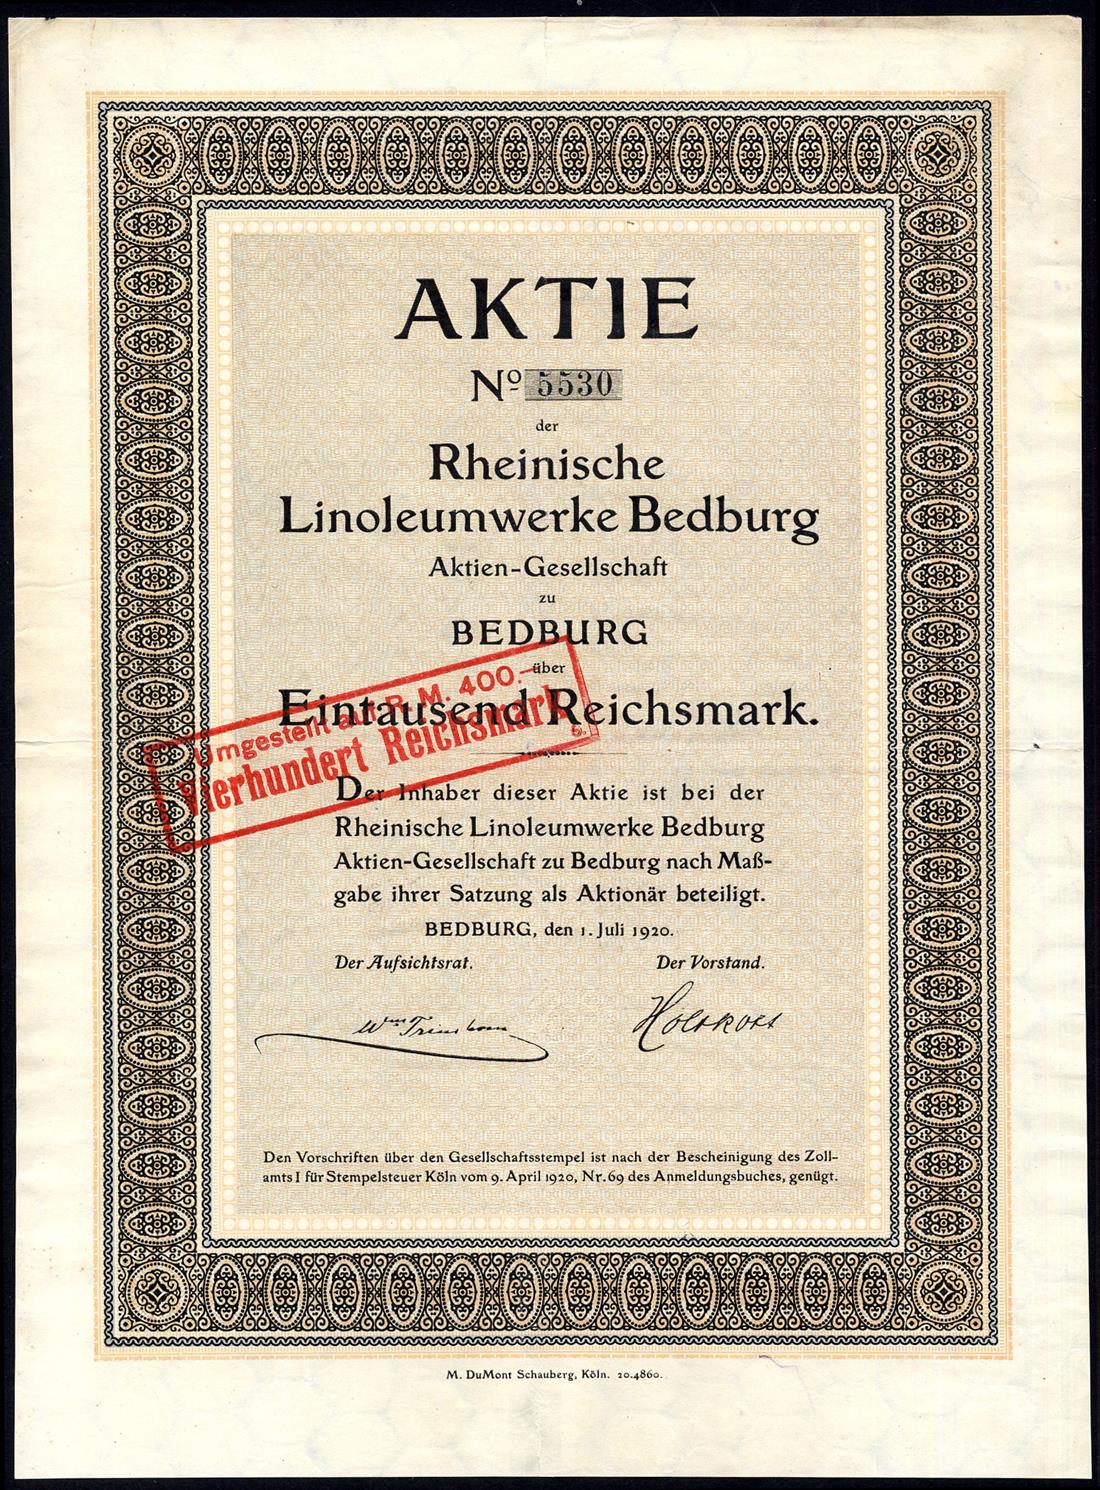 AKTIE
No 5530
der
Rheinische
Linoleumwerke Bedburg
Aktien-Gesellschaft
zu
BEDBURG
über
Eintausend Reichsmark.
Umgestellt auf R.M. 400.-
Vierhundert Reichsmark
Der Inhaber dieser Aktie ist bei der
Rheinische Linoleumwerke Bedburg
Aktien-Gesellschaft zu Bedburg nach Maß-
gabe ihrer Satzung als Aktionär beteiligt.
BEDBURG, den 1. Juli 1920.
Der Aufsichtsrat. Der Vorstand.
Den Vorschriften über den Gesellschaftsstempel ist nach der Bescheinigung des Zoll-
amts I für Stempelsteuer Köln vom 9. April 1920, Nr. 69 des Anmeldungsbuches, genügt.
M. DuMont Schauberg, Köln. 20.4860.